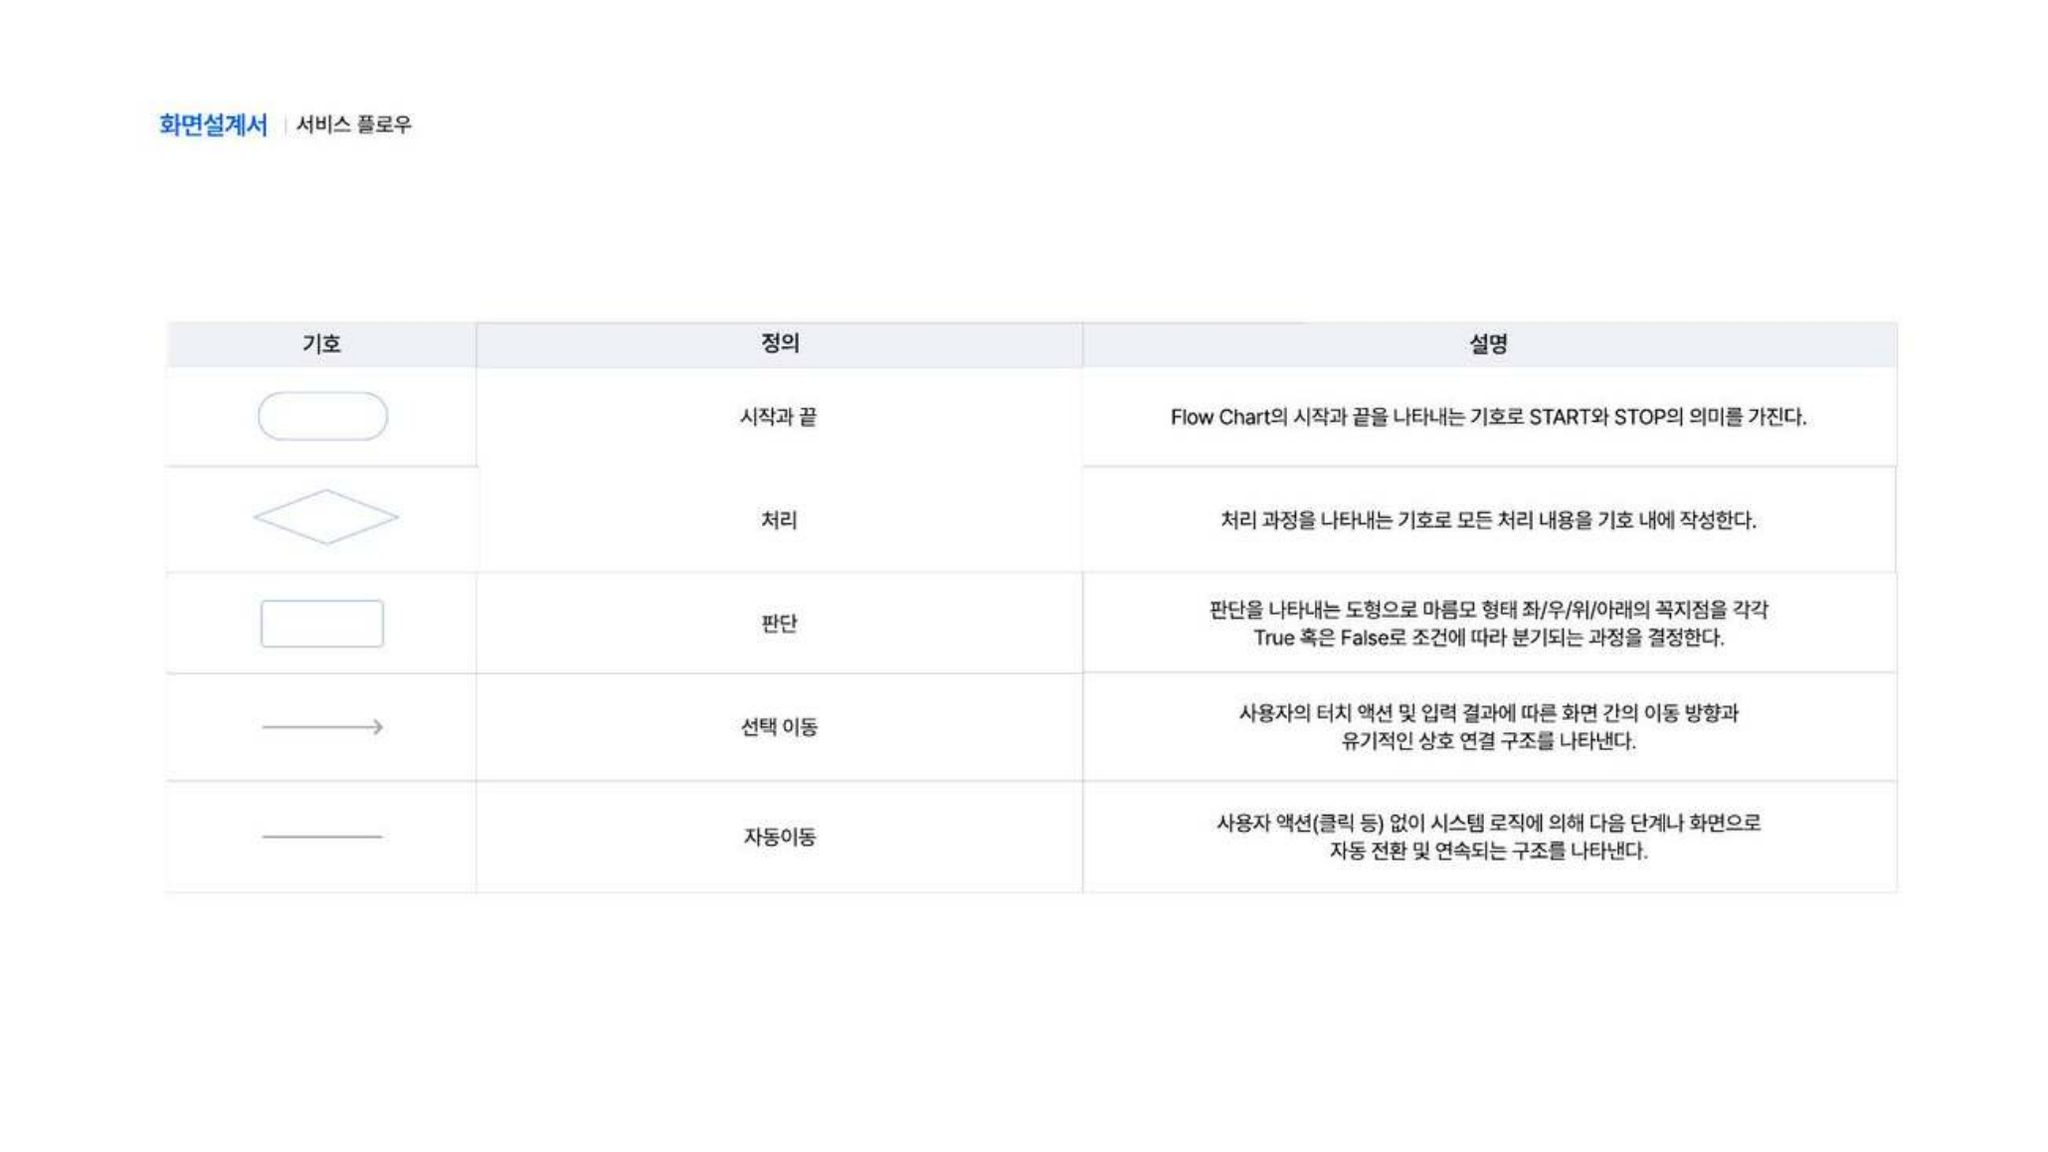 화면설계서 | 서비스 플로우
기호 정의 설명
시작과 끝 Flow Chart의 시작과 끝을 나타내는 기호로 START와 STOP의 의미를 가진다.
처리 처리 과정을 나타내는 기호로 모든 처리 내용을 기호 내에 작성한다.
판단 판단을 나타내는 도형으로 마름모 형태 좌/우/위/아래의 꼭지점을 각각
True 혹은 False로 조건에 따라 분기되는 과정을 결정한다.
선택 이동 사용자의 터치 액션 및 입력 결과에 따른 화면 간의 이동 방향과
유기적인 상호 연결 구조를 나타낸다.
자동이동 사용자 액션(클릭 등) 없이 시스템 로직에 의해 다음 단계나 화면으로
자동 전환 및 연속되는 구조를 나타낸다.